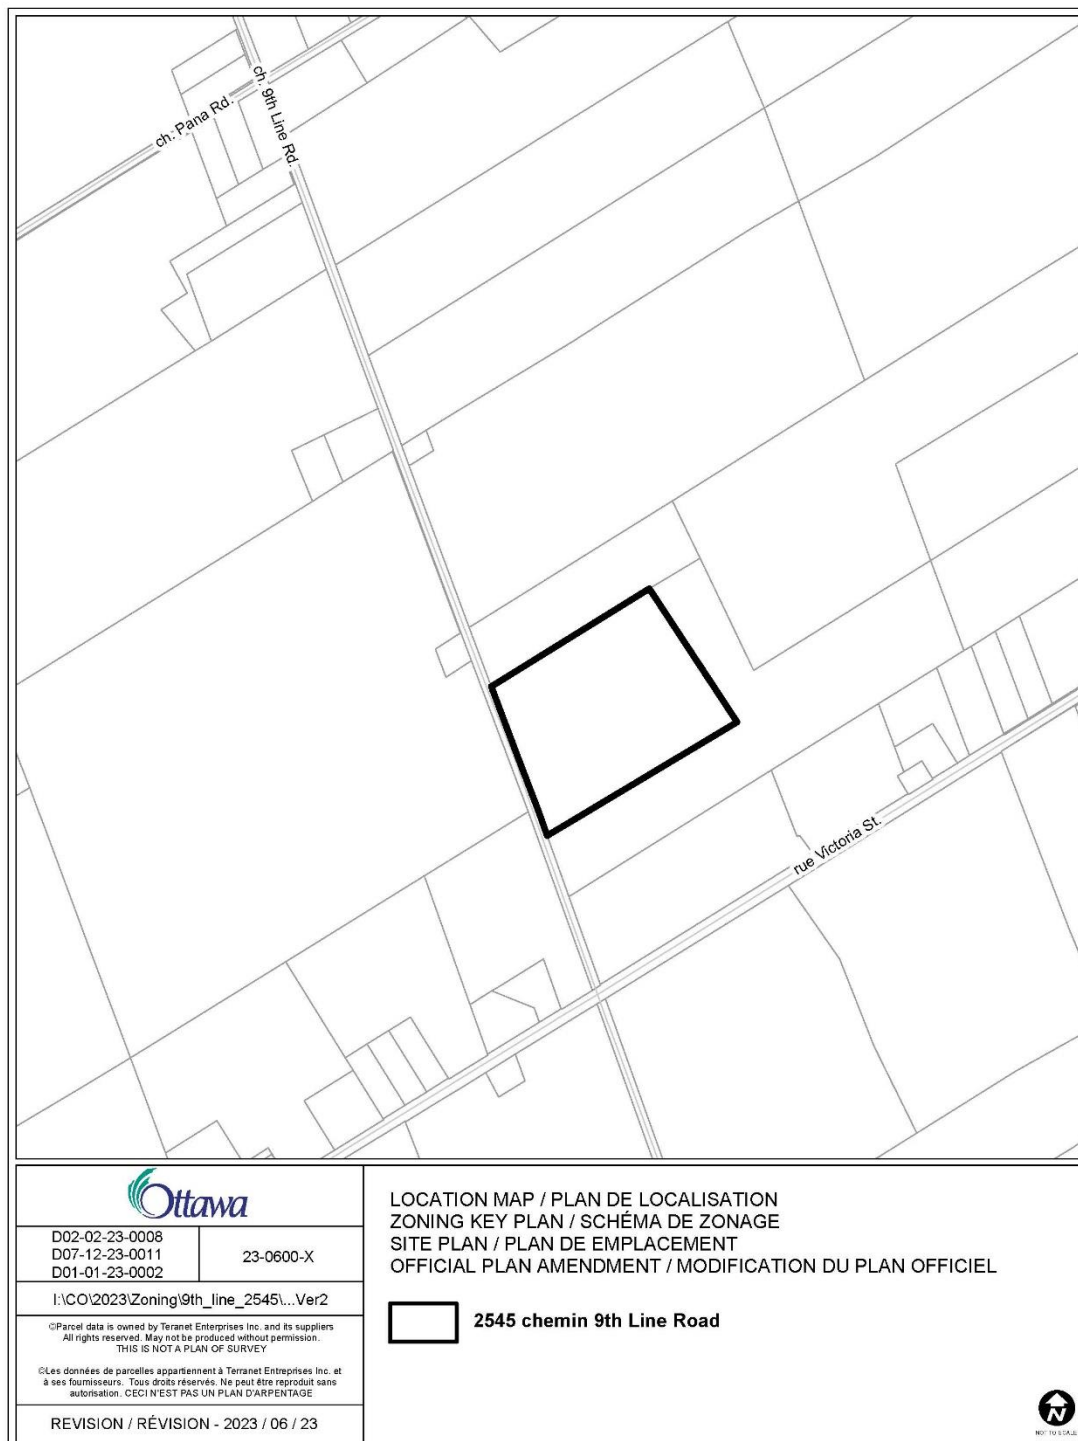 ch. Pana Rd.
ch. 9th Line Rd.
rue Victoria St.
Ottawa
D02-02-23-0008
D07-12-23-0011
D01-01-23-0002
23-0600-X
I:\CO\2023\Zoning\9th_line_2545\...Ver2
©Parcel data is owned by Teranet Enterprises Inc. and its suppliers
All rights reserved. May not be produced without permission.
THIS IS NOT A PLAN OF SURVEY
©Les données de parcelles appartiennent à Terranet Entreprises Inc. et
à ses fournisseurs. Tous droits réservés. Ne peut être reproduit sans
autorisation. CECI N'EST PAS UN PLAN D'ARPENTAGE
REVISION / RÉVISION - 2023 / 06 / 23
LOCATION MAP / PLAN DE LOCALISATION
ZONING KEY PLAN / SCHÉMA DE ZONAGE
SITE PLAN / PLAN DE EMPLACEMENT
OFFICIAL PLAN AMENDMENT / MODIFICATION DU PLAN OFFICIEL
2545 chemin 9th Line Road
N
NOT TO SCALE